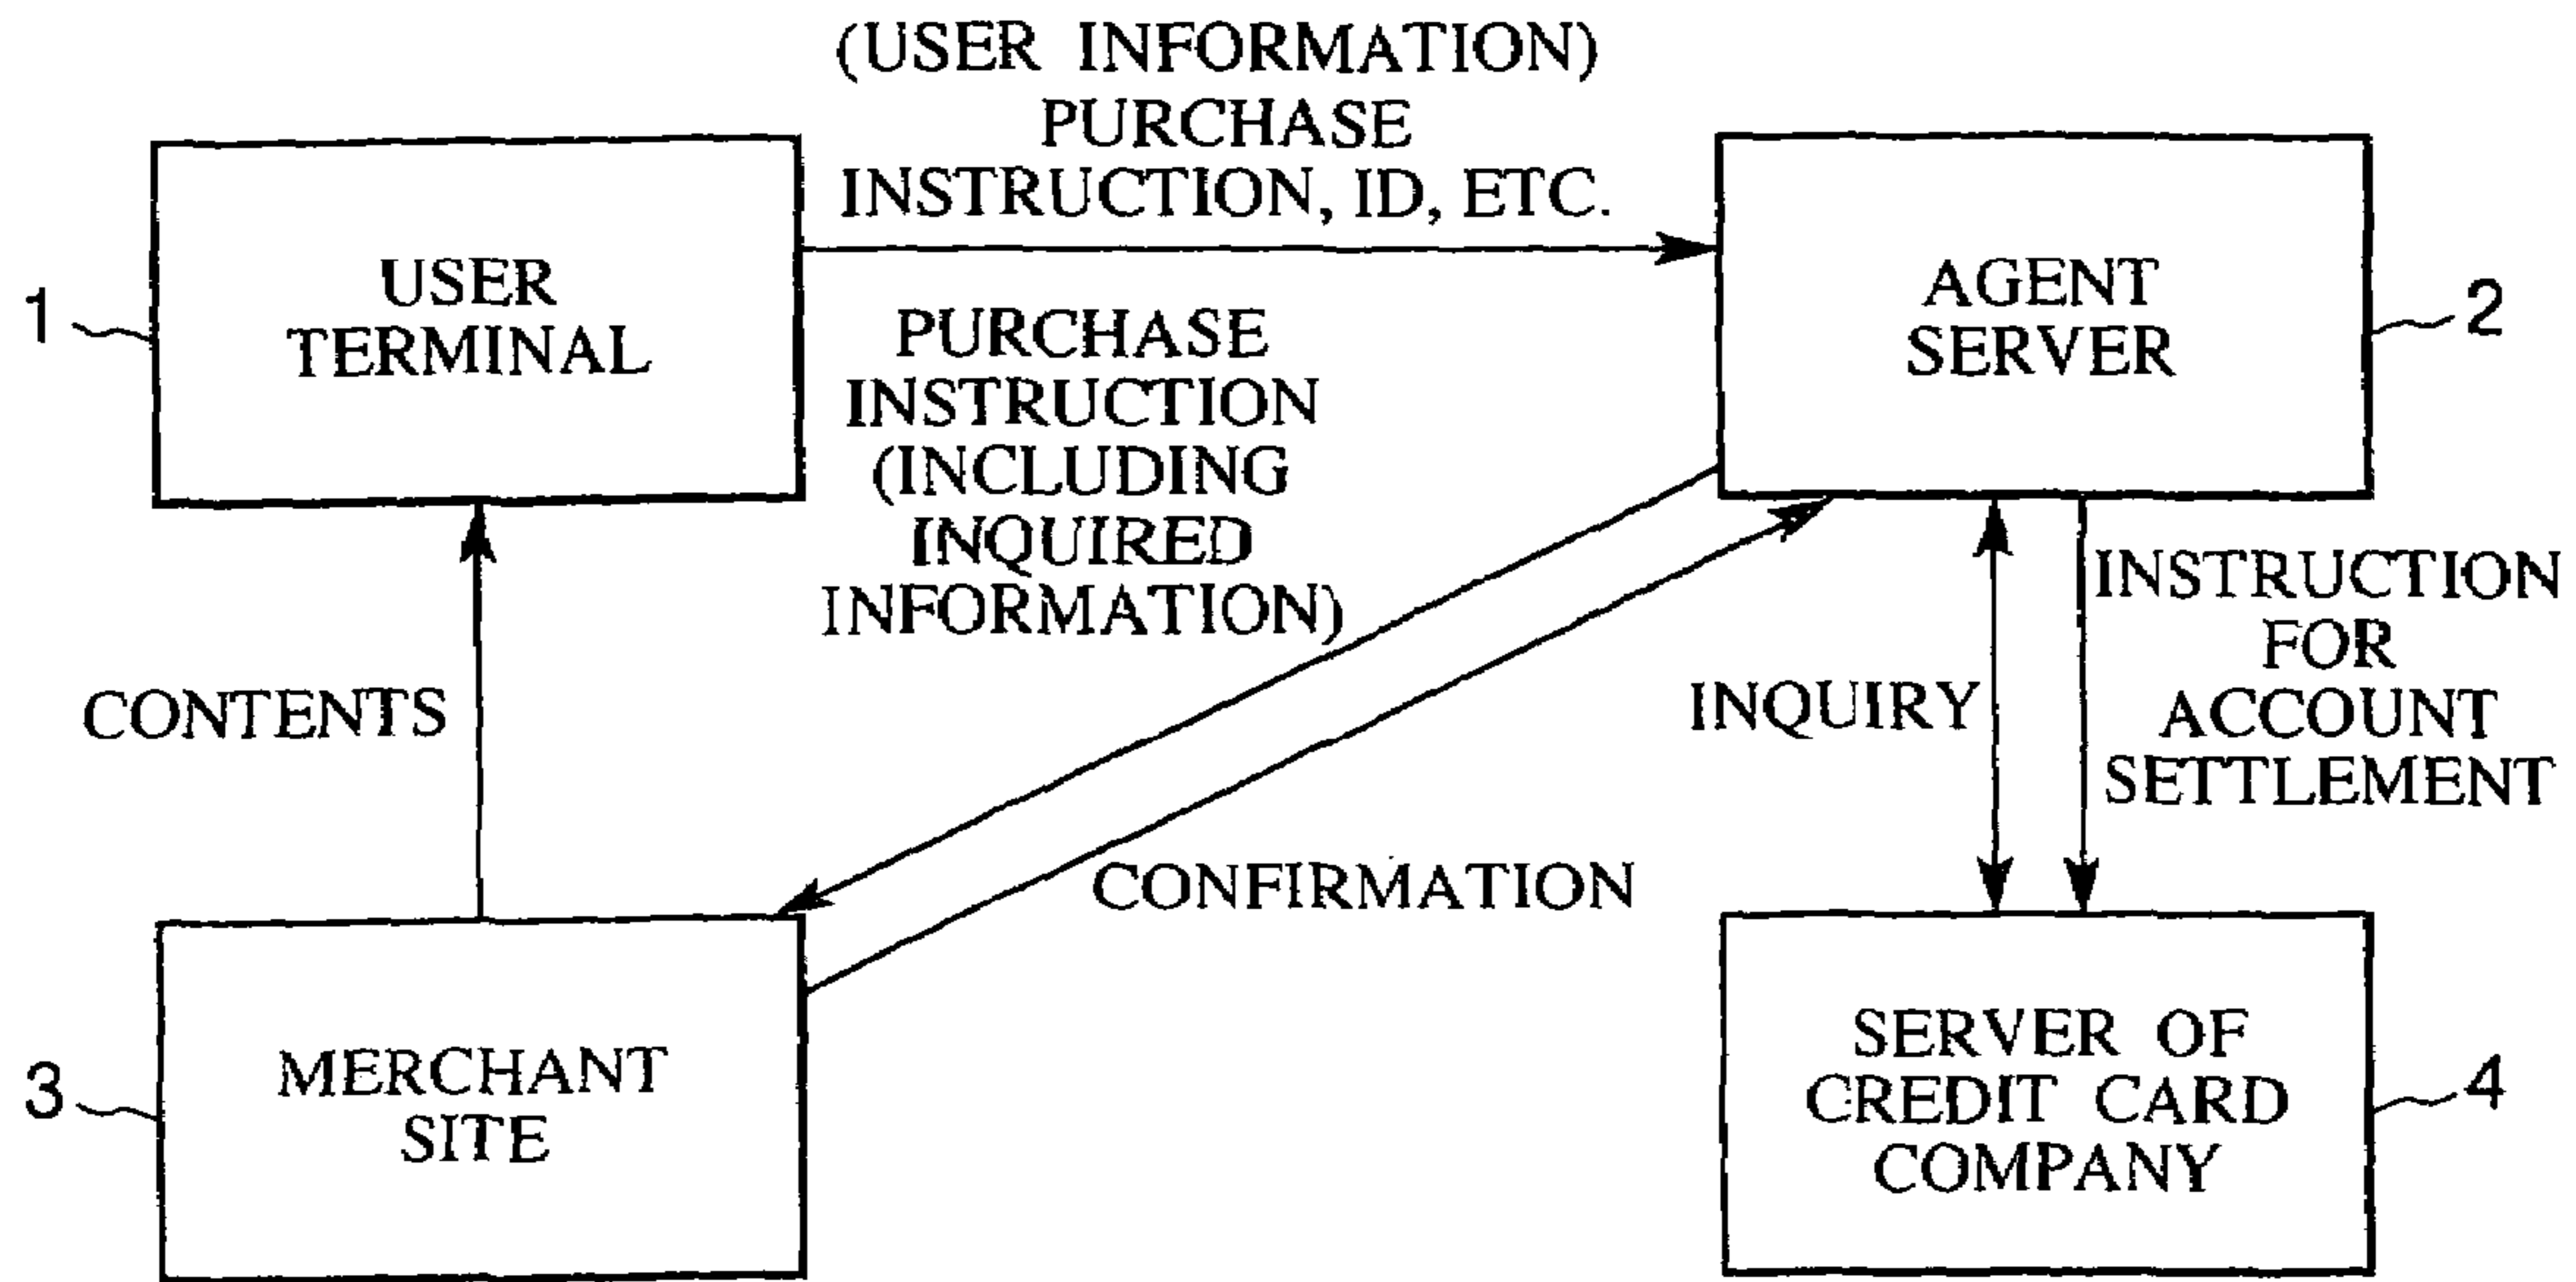 (USER INFORMATION)
PURCHASE
INSTRUCTION, ID, ETC.
1
USER
TERMINAL
AGENT
SERVER
2
PURCHASE
INSTRUCTION
(INCLUDING
INQUIRED
INFORMATION)
CONTENTS
INQUIRY
INSTRUCTION
FOR
ACCOUNT
SETTLEMENT
CONFIRMATION
3
MERCHANT
SITE
SERVER OF
CREDIT CARD
COMPANY
4